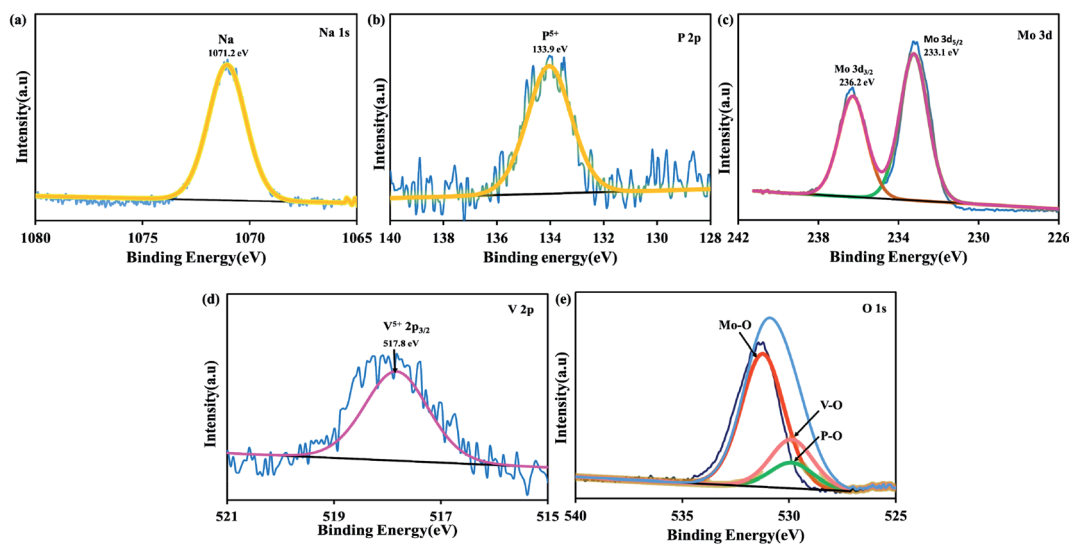 (a)
Na 1s
Na
1071.2 eV
Intensity(a.u)
1080
1075
1070
1065
Binding Energy(eV)
(b)
P 2p
P⁵⁺
133.9 eV
Intensity(a.u)
140
138
136
134
132
130
128
Binding energy(eV)
(c)
Mo 3d
Mo 3d₅/₂
233.1 eV
Mo 3d₃/₂
236.2 eV
Intensity(a.u)
242
238
234
230
226
Binding Energy(eV)
(d)
V 2p
V⁵⁺ 2p₃/₂
517.8 eV
Intensity(a.u)
521
519
517
515
Binding Energy(eV)
(e)
O 1s
Mo-O
V-O
P-O
Intensity(a.u)
540
535
530
525
Binding Energy(eV)